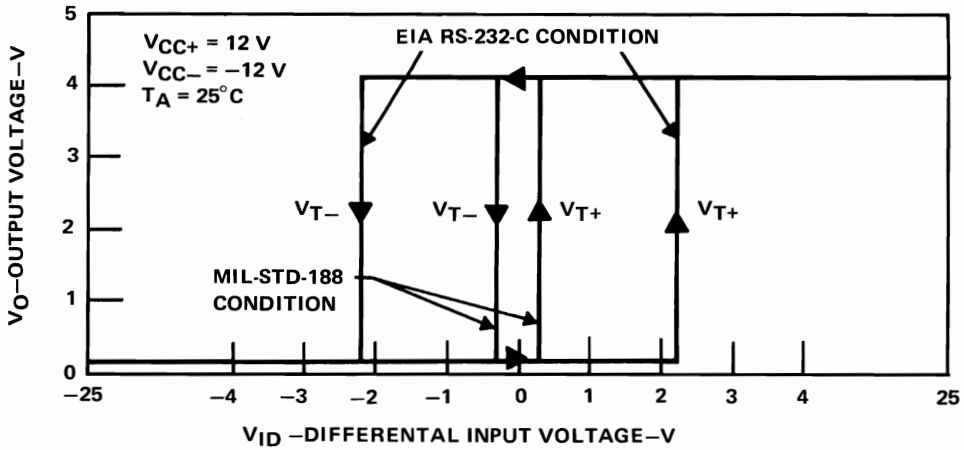 5
4
3
2
1
0
VO–OUTPUT VOLTAGE–V
VCC+ = 12 V
VCC– = –12 V
TA = 25°C
EIA RS-232-C CONDITION
VT–
VT–
VT+
VT+
MIL-STD-188
CONDITION
–25
–4
–3
–2
–1
0
1
2
3
4
25
VID –DIFFERENTAL INPUT VOLTAGE–V